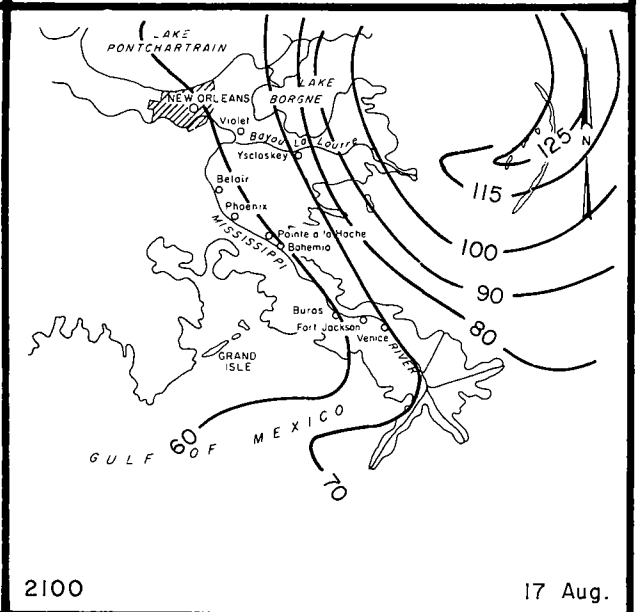 LAKE
PONTCHARTRAIN
NEW ORLEANS
LAKE
BORGNE
Violet
Bayou La Loutre
Yscloskey
125
N
115
Belair
Phoenix
MISSISSIPPI
Pointe a la Hache
Bohemia
100
90
80
Buras
Fort Jackson
Venice
RIVER
GRAND
ISLE
60
GULF OF MEXICO
70
2100
17 Aug.